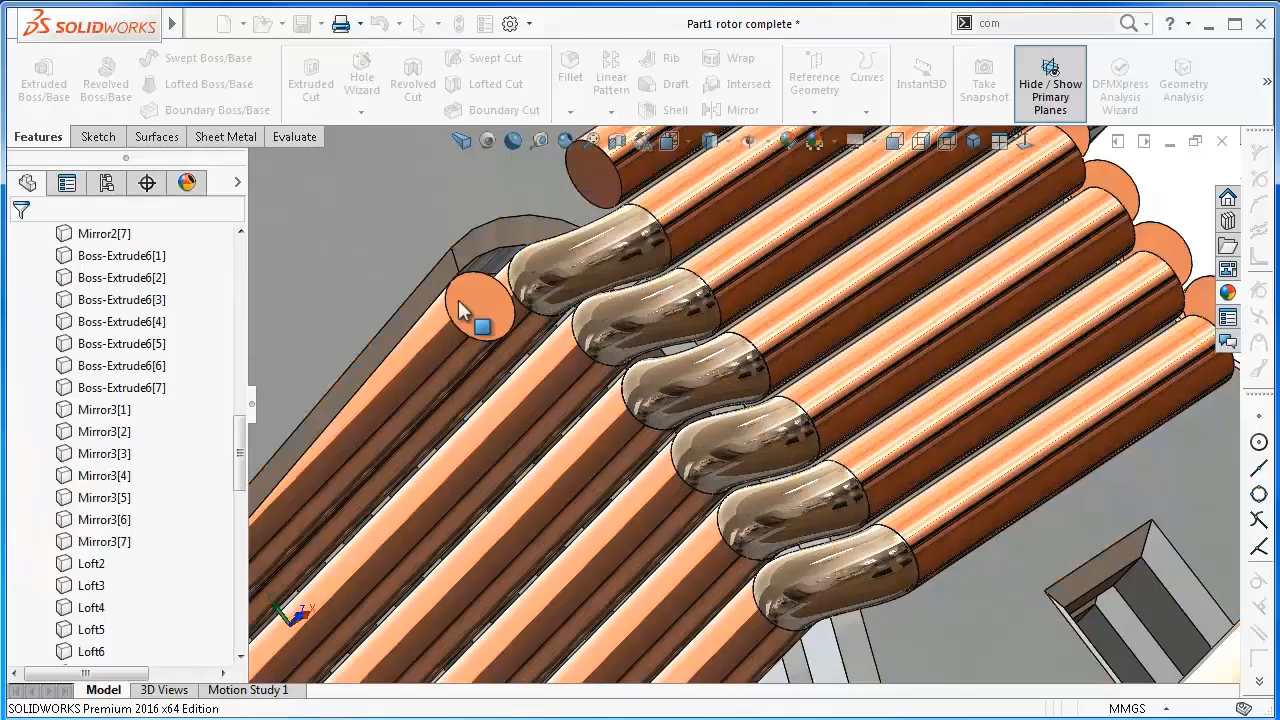 SOLIDWORKS
Part1 rotor complete *
com
Extruded Boss/Base
Revolved Boss/Base
Swept Boss/Base
Lofted Boss/Base
Boundary Boss/Base
Extruded Cut
Hole Wizard
Revolved Cut
Swept Cut
Lofted Cut
Boundary Cut
Fillet
Linear Pattern
Rib
Draft
Shell
Wrap
Intersect
Mirror
Reference Geometry
Curves
Instant3D
Take Snapshot
Hide / Show Primary Planes
DFMXpress Analysis Wizard
Geometry Analysis
Features
Sketch
Surfaces
Sheet Metal
Evaluate
Mirror2[7]
Boss-Extrude6[1]
Boss-Extrude6[2]
Boss-Extrude6[3]
Boss-Extrude6[4]
Boss-Extrude6[5]
Boss-Extrude6[6]
Boss-Extrude6[7]
Mirror3[1]
Mirror3[2]
Mirror3[3]
Mirror3[4]
Mirror3[5]
Mirror3[6]
Mirror3[7]
Loft2
Loft3
Loft4
Loft5
Loft6
Z X
Model
3D Views
Motion Study 1
SOLIDWORKS Premium 2016 x64 Edition
MMGS